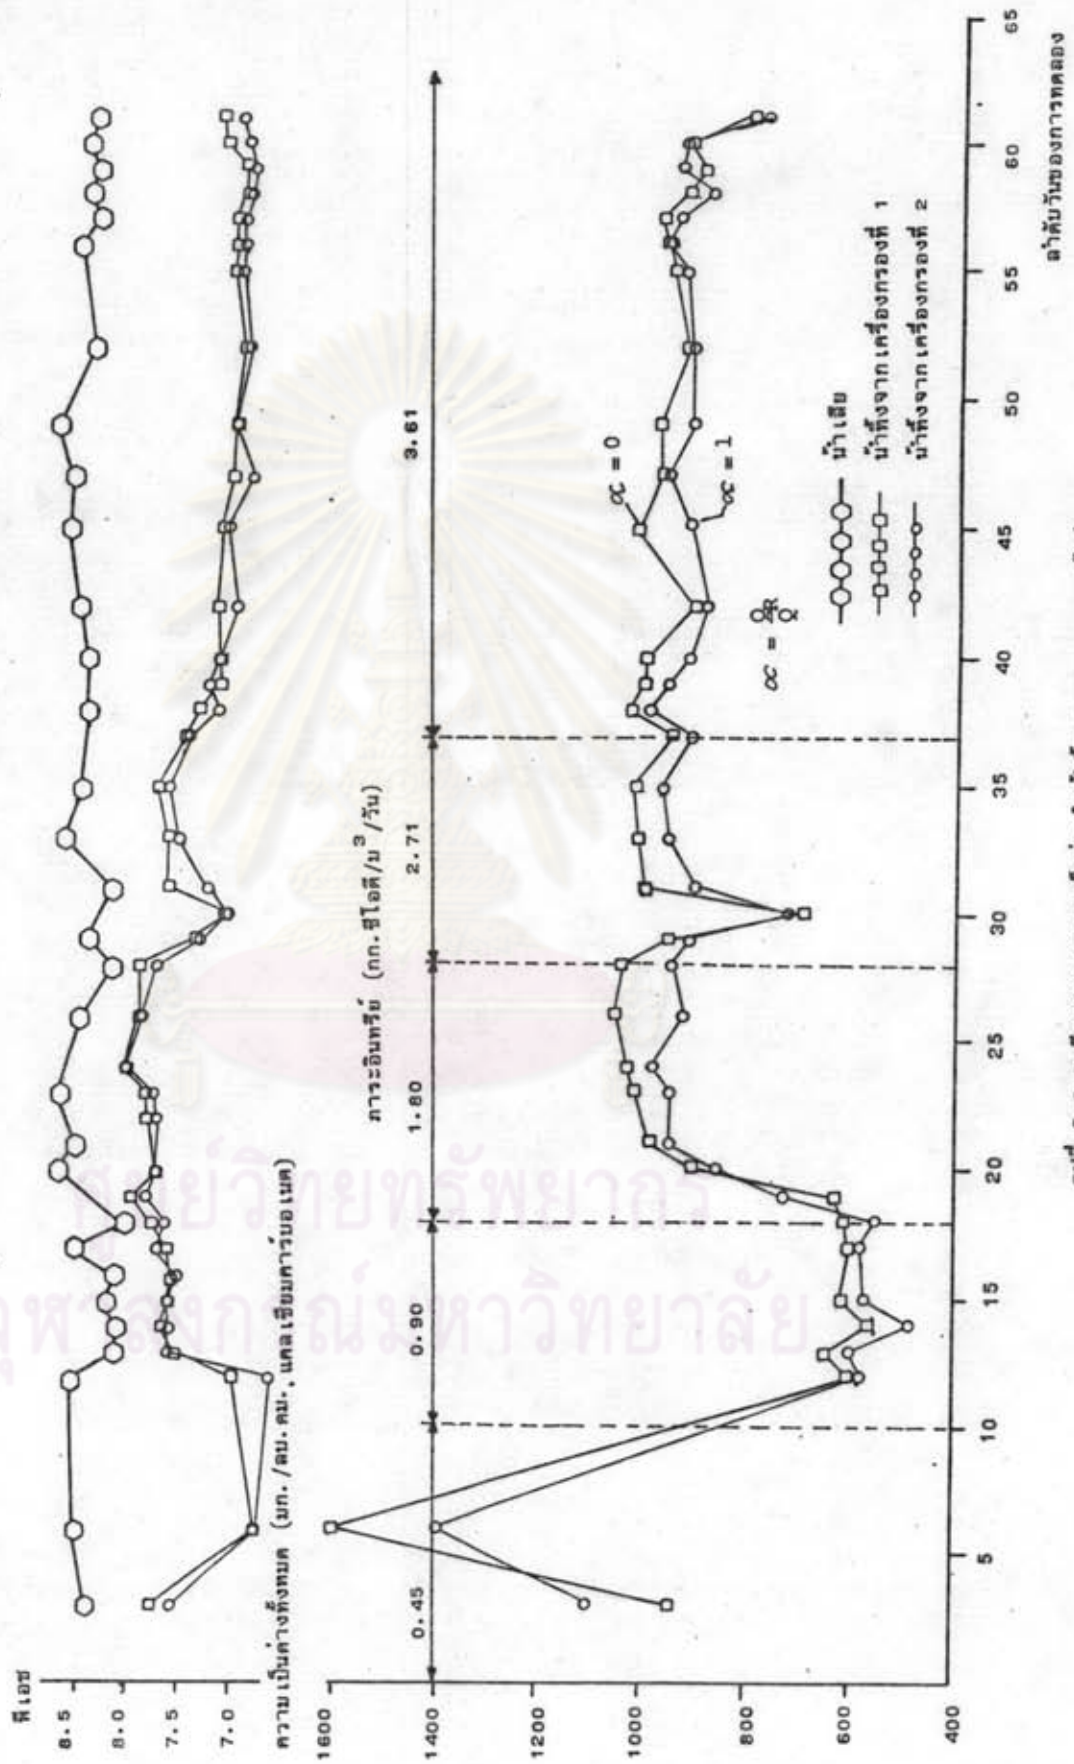 พีเอช
8.5
8.0
7.5
7.0
ความเป็นด่างทั้งหมด (มก./ลบ.ดม., แคลเซียมคาร์บอเนต)
1600
1400
1200
1000
800
600
400
ภาระอินทรีย์ (กก.ซีโอดี/ม³/วัน)
0.45
0.90
1.80
2.71
3.61
∝ = 0
∝ = 1
∝ = QR/Q
น้ำเสีย
น้ำทิ้งจากเครื่องกรองที่ 1
น้ำทิ้งจากเครื่องกรองที่ 2
5
10
15
20
25
30
35
40
45
50
55
60
65
ลำดับวันของการทดลอง
ศูนย์วิทยทรัพยากร
จุฬาลงกรณ์มหาวิทยาลัย